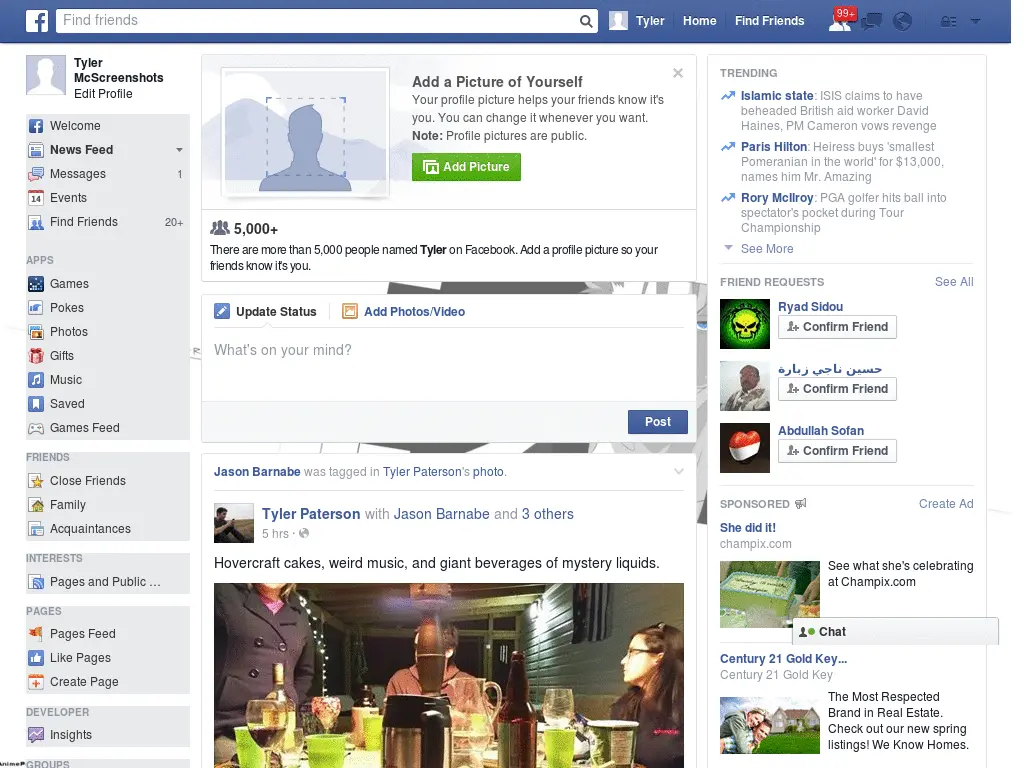 Find friends
Tyler
Home
Find Friends
99+
Tyler
McScreenshots
Edit Profile
Welcome
News Feed
Messages 1
14 Events
Find Friends 20+
APPS
Games
Pokes
Photos
Gifts
Music
Saved
Games Feed
FRIENDS
Close Friends
Family
Acquaintances
INTERESTS
Pages and Public ...
PAGES
Pages Feed
Like Pages
Create Page
DEVELOPER
Insights
GROUPS
Add a Picture of Yourself
Your profile picture helps your friends know it's
you. You can change it whenever you want.
Note: Profile pictures are public.
Add Picture
5,000+
There are more than 5,000 people named Tyler on Facebook. Add a profile picture so your
friends know it's you.
Update Status
Add Photos/Video
What's on your mind?
Post
Jason Barnabe was tagged in Tyler Paterson's photo.
Tyler Paterson with Jason Barnabe and 3 others
5 hrs ·
Hovercraft cakes, weird music, and giant beverages of mystery liquids.
TRENDING
Islamic state: ISIS claims to have
beheaded British aid worker David
Haines, PM Cameron vows revenge
Paris Hilton: Heiress buys 'smallest
Pomeranian in the world' for $13,000,
names him Mr. Amazing
Rory McIlroy: PGA golfer hits ball into
spectator's pocket during Tour
Championship
See More
FRIEND REQUESTS See All
Ryad Sidou
Confirm Friend
حسين ناجي زبارة
Confirm Friend
Abdullah Sofan
Confirm Friend
SPONSORED Create Ad
She did it!
champix.com
See what she's celebrating
at Champix.com
Chat
Century 21 Gold Key...
Century 21 Gold Key
The Most Respected
Brand in Real Estate.
Check out our new spring
listings! We Know Homes.